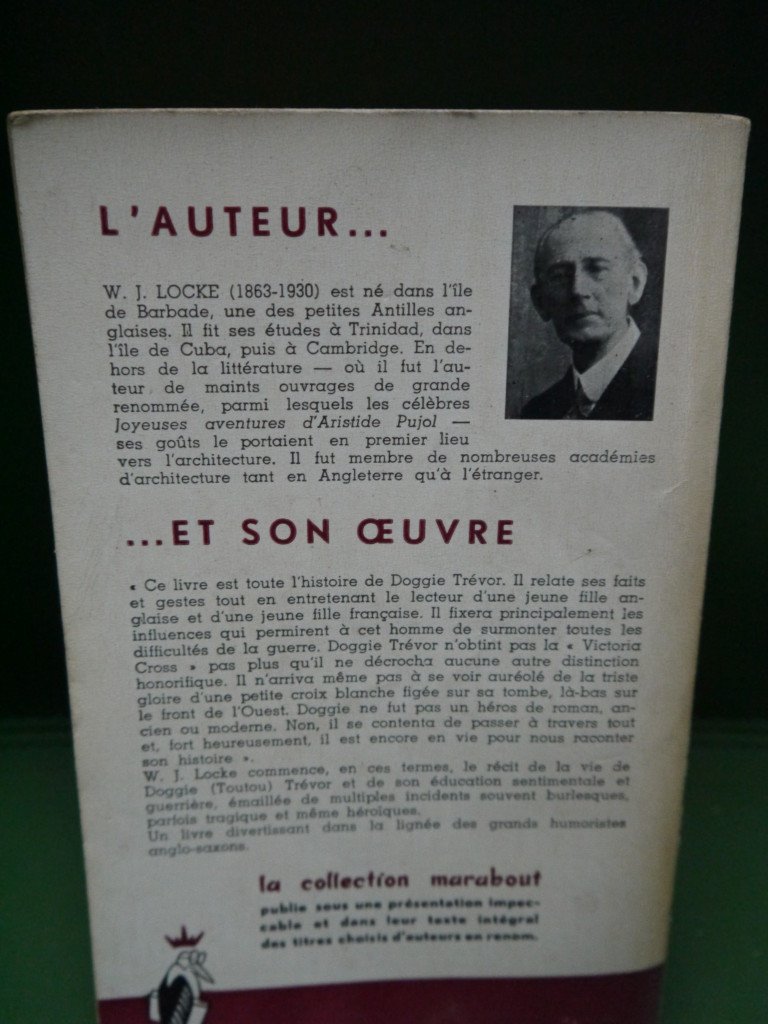 L'AUTEUR...
W. J. LOCKE (1863-1930) est né dans l'île
de Barbade, une des petites Antilles an-
glaises. Il fit ses études à Trinidad, dans
l'île de Cuba, puis à Cambridge. En de-
hors de la littérature — où il fut l'au-
teur de maints ouvrages de grande
renommée, parmi lesquels les célèbres
Joyeuses aventures d'Aristide Pujol —
ses goûts le portaient en premier lieu
vers l'architecture. Il fut membre de nombreuses académies
d'architecture tant en Angleterre qu'à l'étranger.
...ET SON ŒUVRE
« Ce livre est toute l'histoire de Doggie Trévor. Il relate ses faits
et gestes tout en entretenant le lecteur d'une jeune fille an-
glaise et d'une jeune fille française. Il fixera principalement les
influences qui permirent à cet homme de surmonter toutes les
difficultés de la guerre. Doggie Trévor n'obtint pas la « Victoria
Cross » pas plus qu'il ne décrocha aucune autre distinction
honorifique. Il n'arriva même pas à se voir auréolé de la triste
gloire d'une petite croix blanche figée sur sa tombe, là-bas sur
le front de l'Ouest. Doggie ne fut pas un héros de roman, an-
cien ou moderne. Non, il se contenta de passer à travers tout
et, fort heureusement, il est encore en vie pour nous raconter
son histoire ».
W. J. Locke commence, en ces termes, le récit de la vie de
Doggie (Toutou) Trévor et de son éducation sentimentale et
guerrière, émaillée de multiples incidents souvent burlesques,
parfois tragique et même héroïques.
Un livre divertissant dans la lignée des grands humoristes
anglo-saxons.
la collection marabout
publie sous une présentation impec-
cable et dans leur texte intégral
des titres choisis d'auteurs en renom.